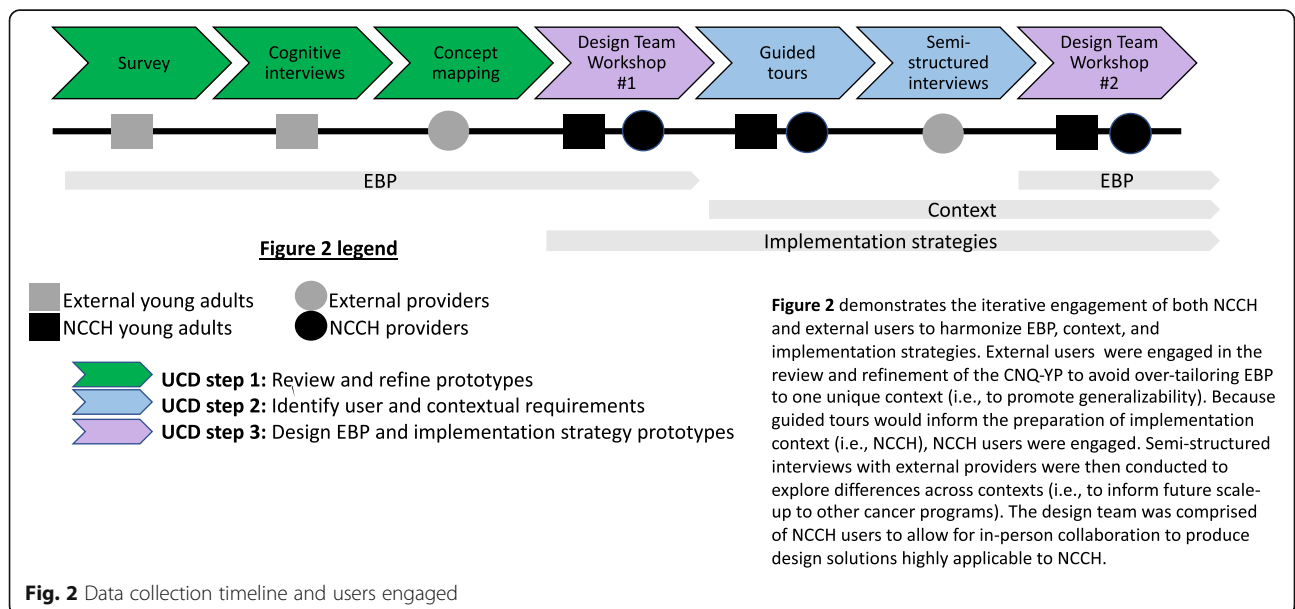 Survey
Cognitive
interviews
Concept
mapping
Design Team
Workshop
#1
Guided
tours
Semi-
structured
interviews
Design Team
Workshop
#2
EBP
EBP
Context
Implementation strategies
Figure 2 legend
External young adults
External providers
NCCH young adults
NCCH providers
UCD step 1: Review and refine prototypes
UCD step 2: Identify user and contextual requirements
UCD step 3: Design EBP and implementation strategy prototypes
Figure 2 demonstrates the iterative engagement of both NCCH
and external users to harmonize EBP, context, and
implementation strategies. External users were engaged in the
review and refinement of the CNQ-YP to avoid over-tailoring EBP
to one unique context (i.e., to promote generalizability). Because
guided tours would inform the preparation of implementation
context (i.e., NCCH), NCCH users were engaged. Semi-structured
interviews with external providers were then conducted to
explore differences across contexts (i.e., to inform future scale-
up to other cancer programs). The design team was comprised
of NCCH users to allow for in-person collaboration to produce
design solutions highly applicable to NCCH.
Fig. 2 Data collection timeline and users engaged